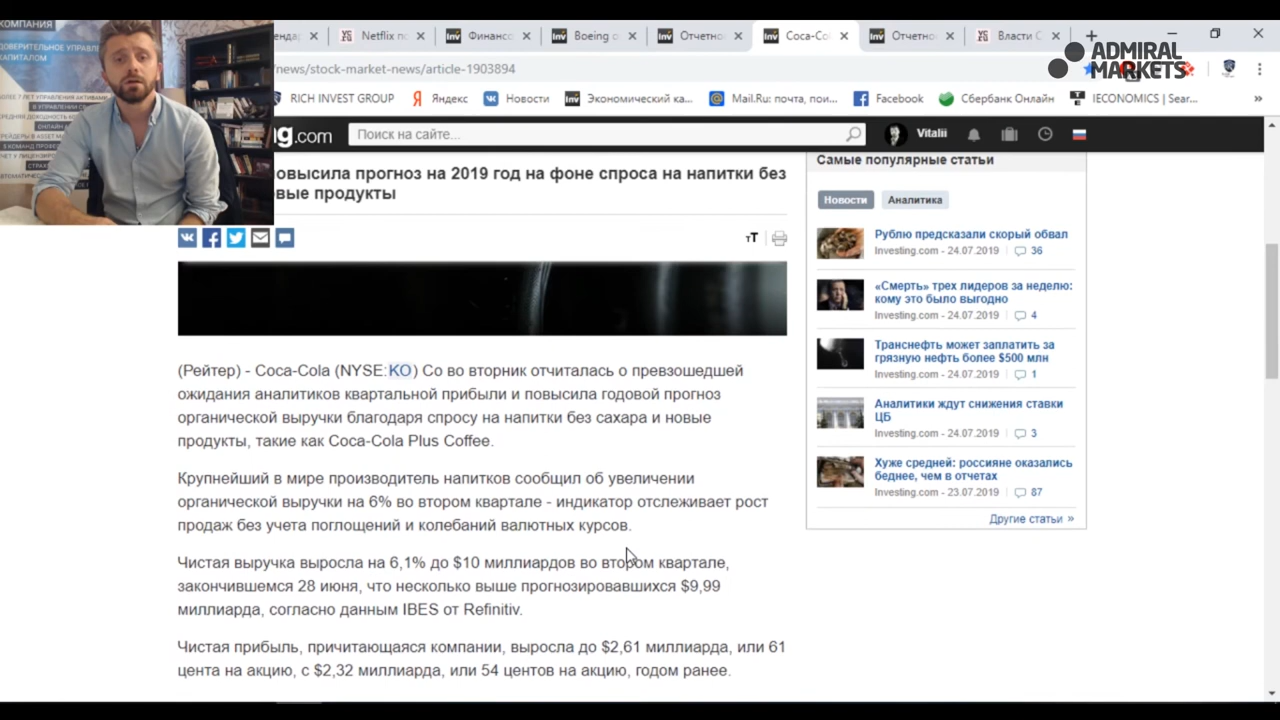 КОМПАНИЯ
ДОВЕРИТЕЛЬНОЕ УПРАВЛ
КАПИТАЛОМ
ендар
Netflix по
Финансо
Boeing о
Отчетно
Coca-Col
Отчетно
Власти С
ADMIRAL
MARKETS
/news/stock-market-news/article-1903894
RICH INVEST GROUP
Яндекс
Новости
Экономический ка...
Mail.Ru: почта, пои...
Facebook
Сбербанк Онлайн
IECONOMICS | Sear...
»
g.com
Поиск на сайте...
Vitalii
овысила прогноз на 2019 год на фоне спроса на напитки без
вые продукты
тТ
(Рейтер) - Coca-Cola (NYSE:KO) Co во вторник отчиталась о превзошедшей
ожидания аналитиков квартальной прибыли и повысила годовой прогноз
органической выручки благодаря спросу на напитки без сахара и новые
продукты, такие как Coca-Cola Plus Coffee.
Крупнейший в мире производитель напитков сообщил об увеличении
органической выручки на 6% во втором квартале - индикатор отслеживает рост
продаж без учета поглощений и колебаний валютных курсов.
Чистая выручка выросла на 6,1% до $10 миллиардов во втором квартале,
закончившемся 28 июня, что несколько выше прогнозировавшихся $9,99
миллиарда, согласно данным IBES от Refinitiv.
Чистая прибыль, причитающаяся компании, выросла до $2,61 миллиарда, или 61
цента на акцию, с $2,32 миллиарда, или 54 центов на акцию, годом ранее.
Самые популярные статьи
Новости
Аналитика
Рублю предсказали скорый обвал
Investing.com - 24.07.2019 | 36
«Смерть» трех лидеров за неделю:
кому это было выгодно
Investing.com - 24.07.2019 | 4
Транснефть может заплатить за
грязную нефть более $500 млн
Investing.com - 24.07.2019 | 1
Аналитики ждут снижения ставки
ЦБ
Investing.com - 24.07.2019 | 3
Хуже средней: россияне оказались
беднее, чем в отчетах
Investing.com - 23.07.2019 | 87
Другие статьи »